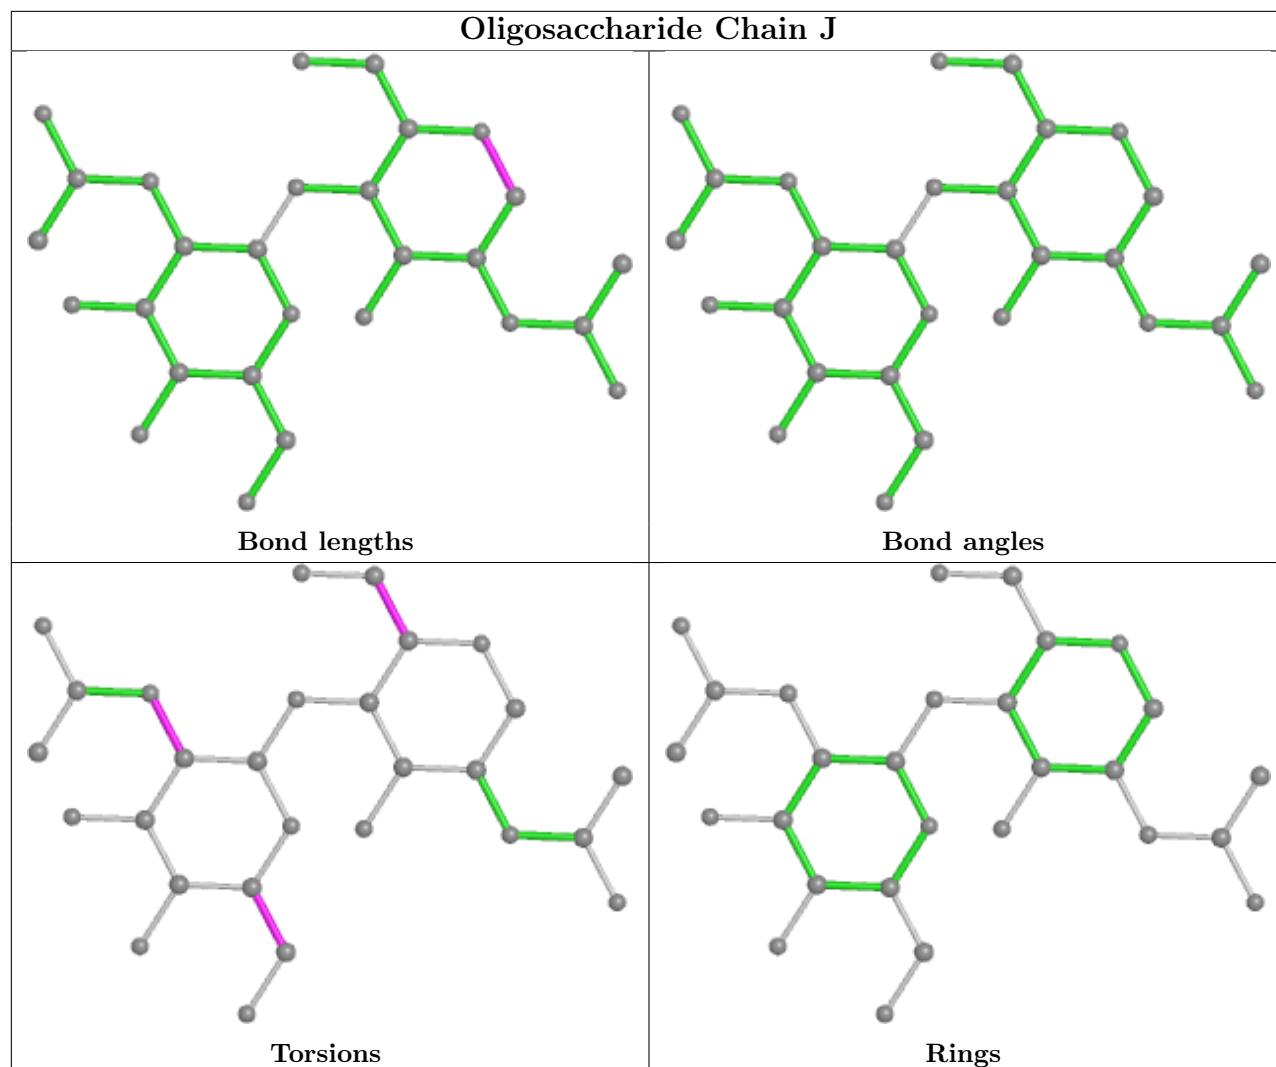 Oligosaccharide Chain J
Bond lengths
Bond angles
Torsions
Rings